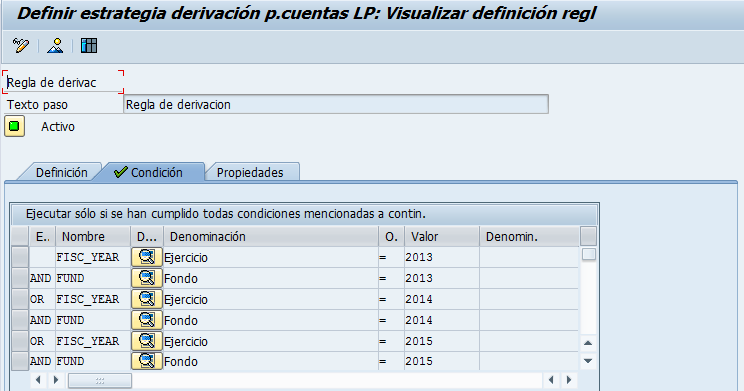 Definir estrategia derivación p.cuentas LP: Visualizar definición regl
Regla de derivac
Texto paso Regla de derivacion
Activo
Definición Condición Propiedades
Ejecutar sólo si se han cumplido todas condiciones mencionadas a contin.
E.. Nombre D... Denominación O. Valor Denomin.
FISC_YEAR Ejercicio = 2013
AND FUND Fondo = 2013
OR FISC_YEAR Ejercicio = 2014
AND FUND Fondo = 2014
OR FISC_YEAR Ejercicio = 2015
AND FUND Fondo = 2015